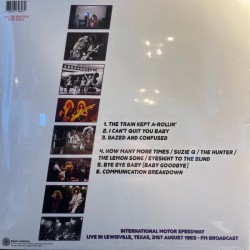 1. THE TRAIN KEPT A-ROLLIN'
2. I CAN'T QUIT YOU BABY
3. DAZED AND CONFUSED
4. HOW MANY MORE TIMES / SUZIE Q / THE HUNTER /
THE LEMON SONG / EYESIGHT TO THE BLIND
5. BYE BYE BABY (BABY GOODBYE)
6. COMMUNICATION BREAKDOWN
INTERNATIONAL MOTOR SPEEDWAY
LIVE IN LEWISVILLE, TEXAS, 31ST AUGUST 1969 - FM BROADCAST